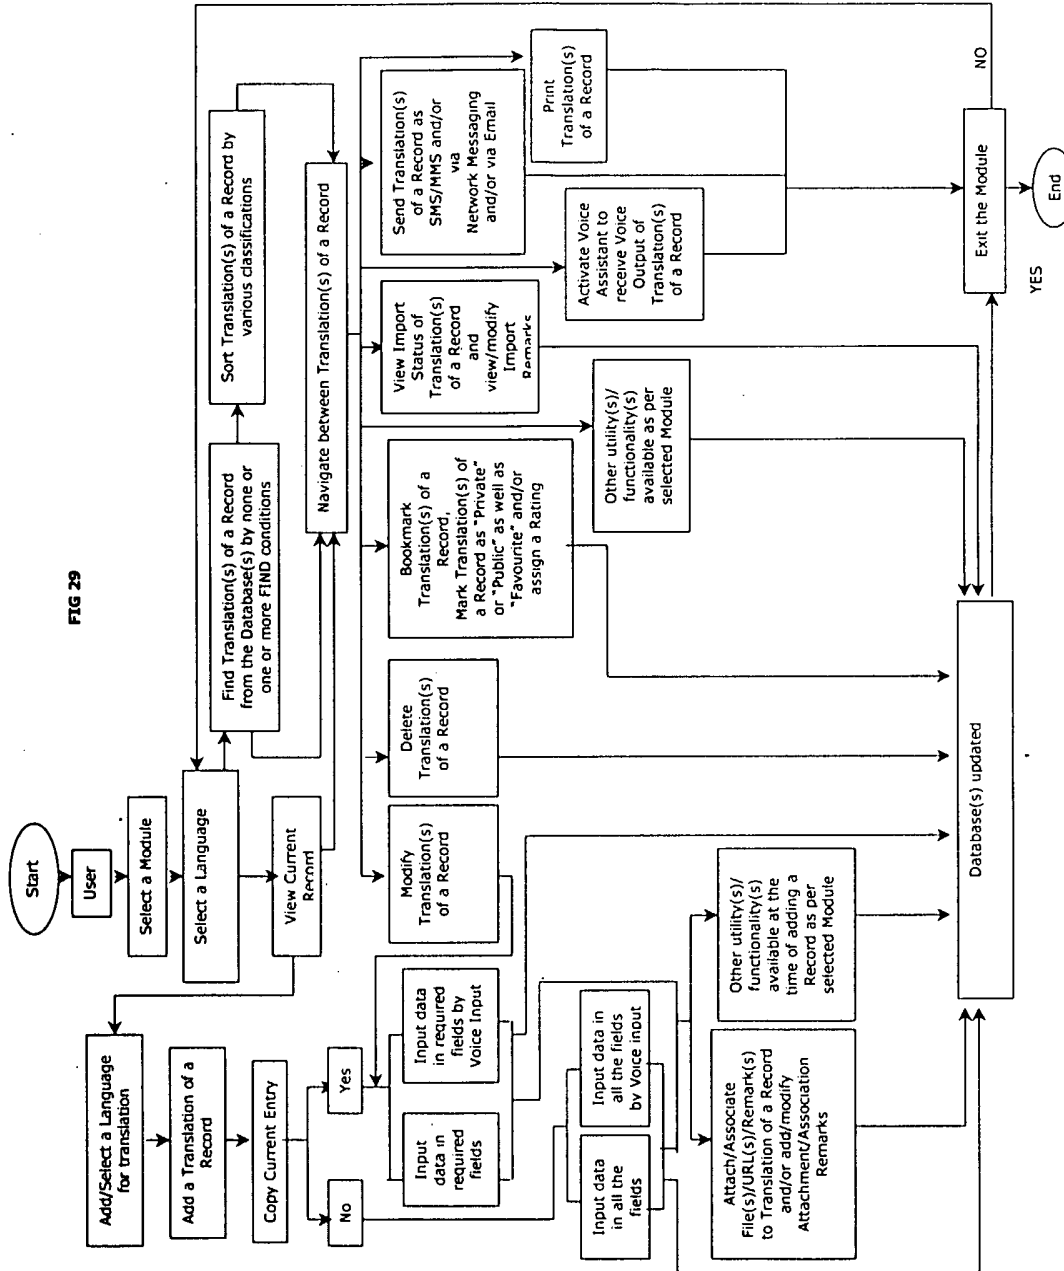 FIG 29
Start
User
Select a Module
Select a Language
View Current
Record
Find Translation(s) of a Record
from the Database(s) by none or
one or more FIND conditions
Sort Translation(s) of a Record by
various classifications
Navigate between Translation(s) of a Record
Add/Select a Language
for translation
Add a Translation of a
Record
Copy Current Entry
No
Yes
Input
data in
required
fields
Input data
in required
fields by
Voice Input
Modify
Translation(s)
of a Record
Delete
Translation(s)
of a Record
Bookmark
Translation(s) of a
Record,
Mark Translation(s) of
a Record as "Private"
or "Public" as well as
"Favourite" and/or
assign a Rating
View Import
Status of
Translation(s)
of a Record
and
view/modify
Import
Remarks
Send Translation(s)
of a Record as
SMS/MMS and/or
via
Network Messaging
and/or via Email
Print
Translation(s)
of a Record
Activate Voice
Assistant to
receive Voice
Output of
Translation(s)
of a Record
Other utility(s)/
functionality(s)
available as per
selected Module
Input data
in all the
fields
Input data in
all the fields
by Voice input
Attach/Associate
File(s)/URL(s)/Remark(s)
to Translation of a Record
and/or add/modify
Attachment/Association
Remarks
Other utility(s)/
functionality(s)
available at the
time of adding a
Record as per
selected Module
Database(s) updated
Exit the Module
NO
YES
End